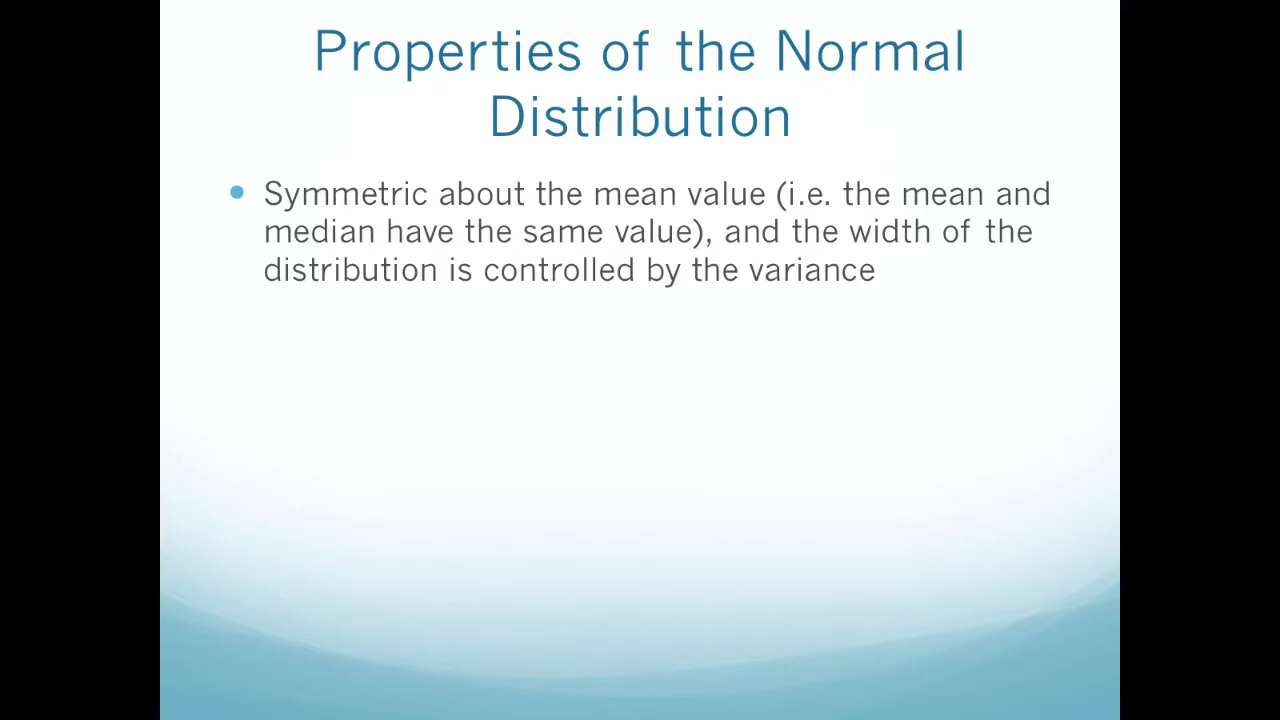 Properties of the Normal
Distribution
Symmetric about the mean value (i.e. the mean and
median have the same value), and the width of the
distribution is controlled by the variance